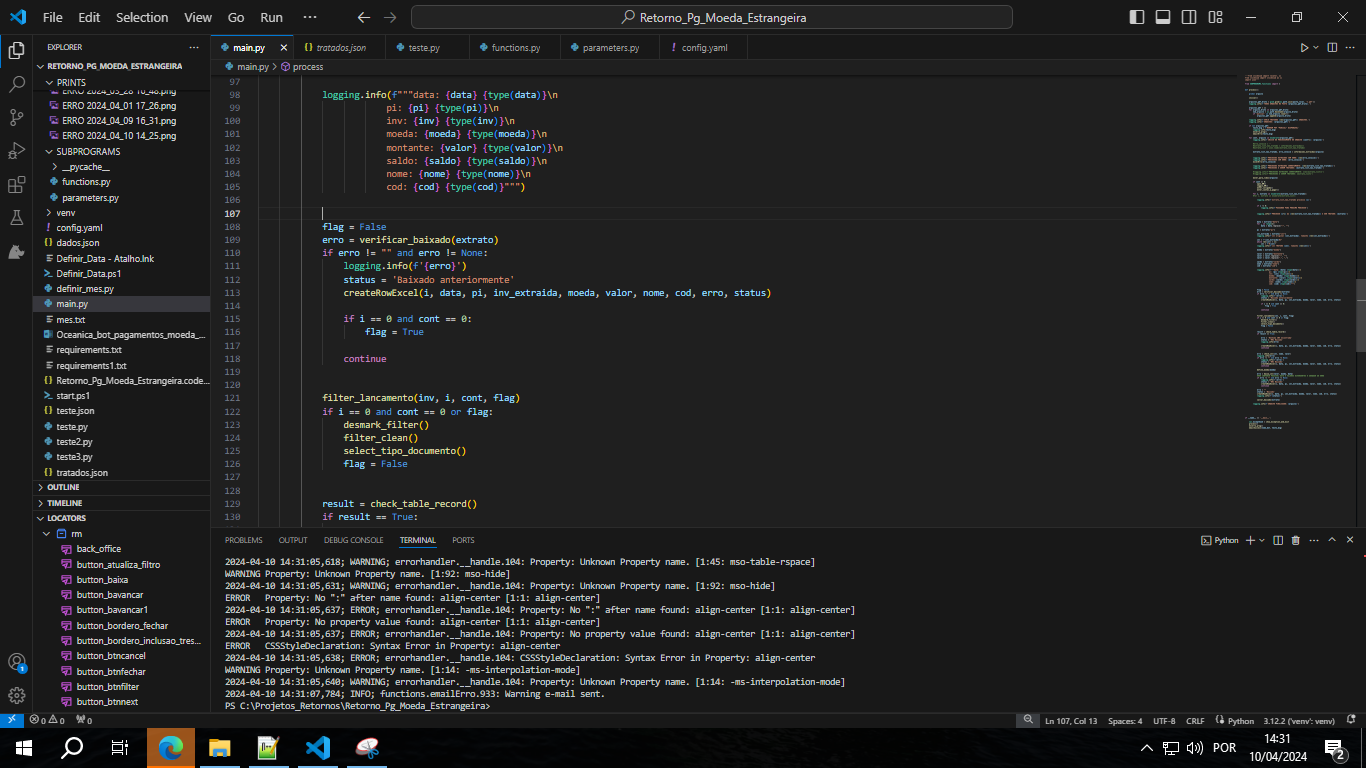 File Edit Selection View Go Run ··· Retorno_Pg_Moeda_Estrangeira
EXPLORER
RETORNO_PG_MOEDA_ESTRANGEIRA
PRINTS
ERRO 2024_03_28 16_48.png
ERRO 2024_04_01 17_26.png
ERRO 2024_04_09 16_31.png
ERRO 2024_04_10 14_25.png
SUBPROGRAMS
__pycache__
functions.py
parameters.py
venv
config.yaml
dados.json
Definir_Data - Atalho.lnk
Definir_Data.ps1
definir_mes.py
main.py
mes.txt
Oceanica_bot_pagamentos_moeda_...
requirements.txt
requirements1.txt
Retorno_Pg_Moeda_Estrangeira.code...
start.ps1
teste.json
teste.py
teste2.py
teste3.py
tratados.json
OUTLINE
TIMELINE
LOCATORS
rm
back_office
button_atualiza_filtro
button_baixa
button_bavancar
button_bavancar1
button_bordero_fechar
button_bordero_inclusao_tres...
button_btncancel
button_btnfechar
button_btnfilter
button_btnnext
main.py tratados.json teste.py functions.py parameters.py config.yaml
main.py > process
97
98 logging.info(f"""data: {data} {type(data)}\n
99 pi: {pi} {type(pi)}\n
100 inv: {inv} {type(inv)}\n
101 moeda: {moeda} {type(moeda)}\n
102 montante: {valor} {type(valor)}\n
103 saldo: {saldo} {type(saldo)}\n
104 nome: {nome} {type(nome)}\n
105 cod: {cod} {type(cod)}""")
106
107
108 flag = False
109 erro = verificar_baixado(extrato)
110 if erro != "" and erro != None:
111 logging.info(f'{erro}')
112 status = 'Baixado anteriormente'
113 createRowExcel(i, data, pi, inv_extraida, moeda, valor, nome, cod, erro, status)
114
115 if i == 0 and cont == 0:
116 flag = True
117
118 continue
119
120
121 filter_lancamento(inv, i, cont, flag)
122 if i == 0 and cont == 0 or flag:
123 desmark_filter()
124 filter_clean()
125 select_tipo_documento()
126 flag = False
127
128
129 result = check_table_record()
130 if result == True:
PROBLEMS OUTPUT DEBUG CONSOLE TERMINAL PORTS Python
2024-04-10 14:31:05,618; WARNING; errorhandler.__handle.104: Property: Unknown Property name. [1:45: mso-table-rspace]
WARNING Property: Unknown Property name. [1:92: mso-hide]
2024-04-10 14:31:05,631; WARNING; errorhandler.__handle.104: Property: Unknown Property name. [1:92: mso-hide]
ERROR Property: No ":" after name found: align-center [1:1: align-center]
2024-04-10 14:31:05,637; ERROR; errorhandler.__handle.104: Property: No ":" after name found: align-center [1:1: align-center]
ERROR Property: No property value found: align-center [1:1: align-center]
2024-04-10 14:31:05,637; ERROR; errorhandler.__handle.104: Property: No property value found: align-center [1:1: align-center]
ERROR CSSStyleDeclaration: Syntax Error in Property: align-center
2024-04-10 14:31:05,638; ERROR; errorhandler.__handle.104: CSSStyleDeclaration: Syntax Error in Property: align-center
WARNING Property: Unknown Property name. [1:14: -ms-interpolation-mode]
2024-04-10 14:31:05,640; WARNING; errorhandler.__handle.104: Property: Unknown Property name. [1:14: -ms-interpolation-mode]
2024-04-10 14:31:07,784; INFO; functions.emailErro.933: Warning e-mail sent.
PS C:\Projetos_Retornos\Retorno_Pg_Moeda_Estrangeira>
1
0 0 0 Ln 107, Col 13 Spaces: 4 UTF-8 CRLF Python 3.12.2 ('venv': venv)
POR 14:31
10/04/2024 2